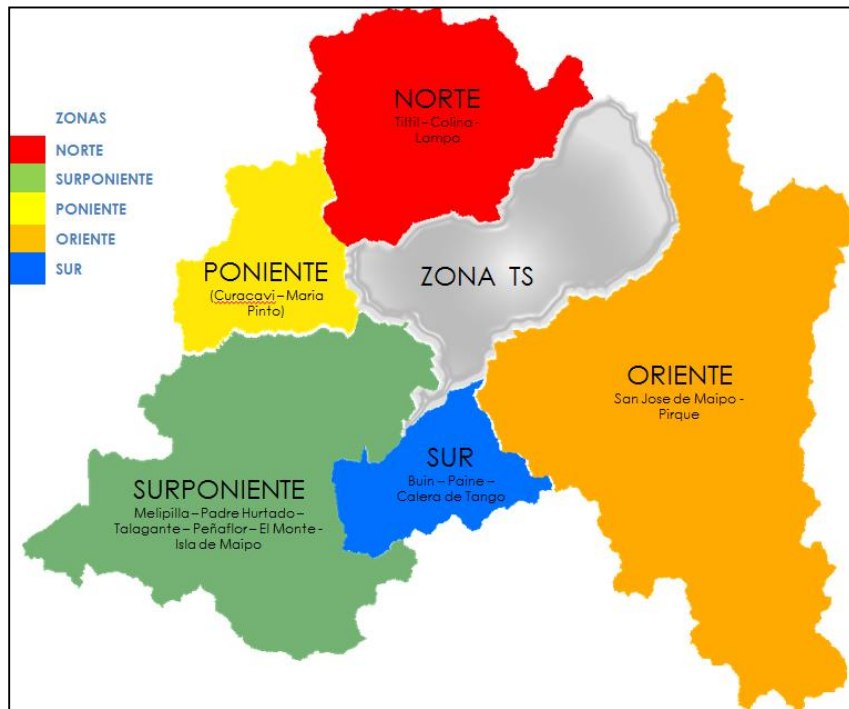 ZONAS
NORTE
SURPONIENTE
PONIENTE
ORIENTE
SUR
NORTE
Tiltil – Colina -
Lampa
PONIENTE
(Curacavi – Maria
Pinto)
ZONA TS
ORIENTE
San Jose de Maipo -
Pirque
SUR
Buin – Paine –
Calera de Tango
SURPONIENTE
Melipilla – Padre Hurtado –
Talagante – Peñaflor – El Monte -
Isla de Maipo